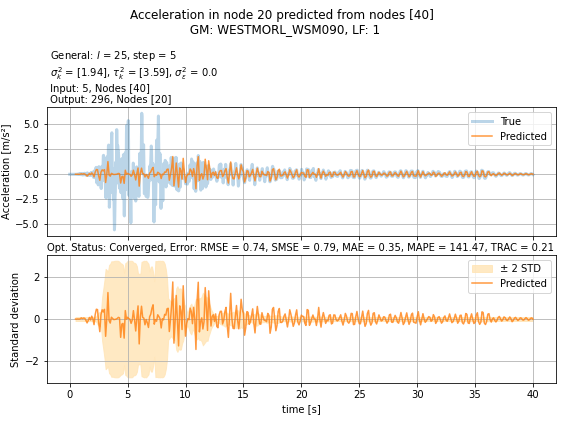 Acceleration in node 20 predicted from nodes [40]
GM: WESTMORL_WSM090, LF: 1
General: l = 25, step = 5
σ²ₖ = [1.94], τ²ₖ = [3.59], σ²ε = 0.0
Input: 5, Nodes [40]
Output: 296, Nodes [20]
Acceleration [m/s²]
5.0
2.5
0.0
−2.5
−5.0
True
Predicted
Opt. Status: Converged, Error: RMSE = 0.74, SMSE = 0.79, MAE = 0.35, MAPE = 141.47, TRAC = 0.21
Standard deviation
2
0
−2
± 2 STD
Predicted
0 5 10 15 20 25 30 35 40
time [s]